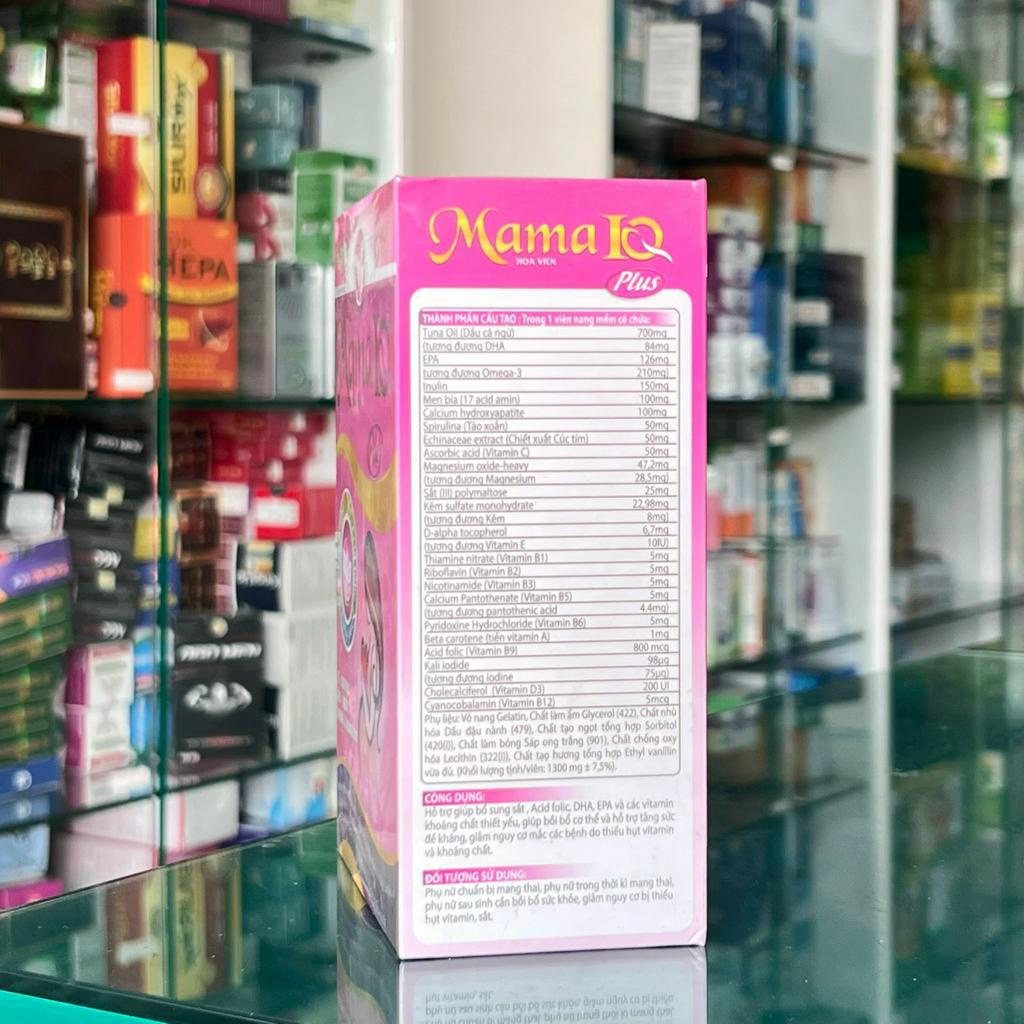 Mama IQ
HOA VIÊN
Plus
THÀNH PHẦN CẤU TẠO : Trong 1 viên nang mềm có chứa:
Tuna Oil (Dầu cá ngừ) 700mg
(tương đương DHA 84mg
EPA 126mg
tương đương Omega-3 210mg)
Inulin 150mg
Men bia (17 acid amin) 100mg
Calcium hydroxyapatite 100mg
Spirulina (Tảo xoắn) 50mg
Echinaceae extract (Chiết xuất Cúc tím) 50mg
Ascorbic acid (Vitamin C) 50mg
Magnesium oxide-heavy 47,2mg
(tương đương Magnesium 28,5mg)
Sắt (III) polymaltose 25mg
Kẽm sulfate monohydrate 22,98mg
(tương đương Kẽm 8mg)
D-alpha tocopherol 6,7mg
(tương đương Vitamin E 10IU)
Thiamine nitrate (Vitamin B1) 5mg
Riboflavin (Vitamin B2) 5mg
Nicotinamide (Vitamin B3) 5mg
Calcium Pantothenate (Vitamin B5) 5mg
(tương đương pantothenic acid 4.4mg)
Pyridoxine Hydrochloride (Vitamin B6) 5mg
Beta carotene (tiền vitamin A) 1mg
Acid folic (Vitamin B9) 800 mcg
Kali iodide 98µg
(tương đương iodine 75µg)
Cholecalciferol (Vitamin D3) 200 UI
Cyanocobalamin (Vitamin B12) 5mcg
Phụ liệu: Vỏ nang Gelatin, Chất làm ẩm Glycerol (422), Chất nhũ
hóa Dầu đậu nành (479), Chất tạo ngọt tổng hợp Sorbitol
(420(i)), Chất làm bóng Sáp ong trắng (901), Chất chống oxy
hóa Lecithin (322(i)), Chất tạo hương tổng hợp Ethyl vanillin
vừa đủ. (Khối lượng tịnh/viên: 1300 mg ± 7,5%).
CÔNG DỤNG:
Hỗ trợ giúp bổ sung sắt , Acid folic, DHA, EPA và các vitamin
khoáng chất thiết yếu, giúp bồi bổ cơ thể và hỗ trợ tăng sức
đề kháng, giảm nguy cơ mắc các bệnh do thiếu hụt vitamin
và khoáng chất.
ĐỐI TƯỢNG SỬ DỤNG:
Phụ nữ chuẩn bị mang thai, phụ nữ trong thời kì mang thai,
phụ nữ sau sinh cần bồi bổ sức khỏe, giảm nguy cơ bị thiếu
hụt vitamin, sắt.
HEPA